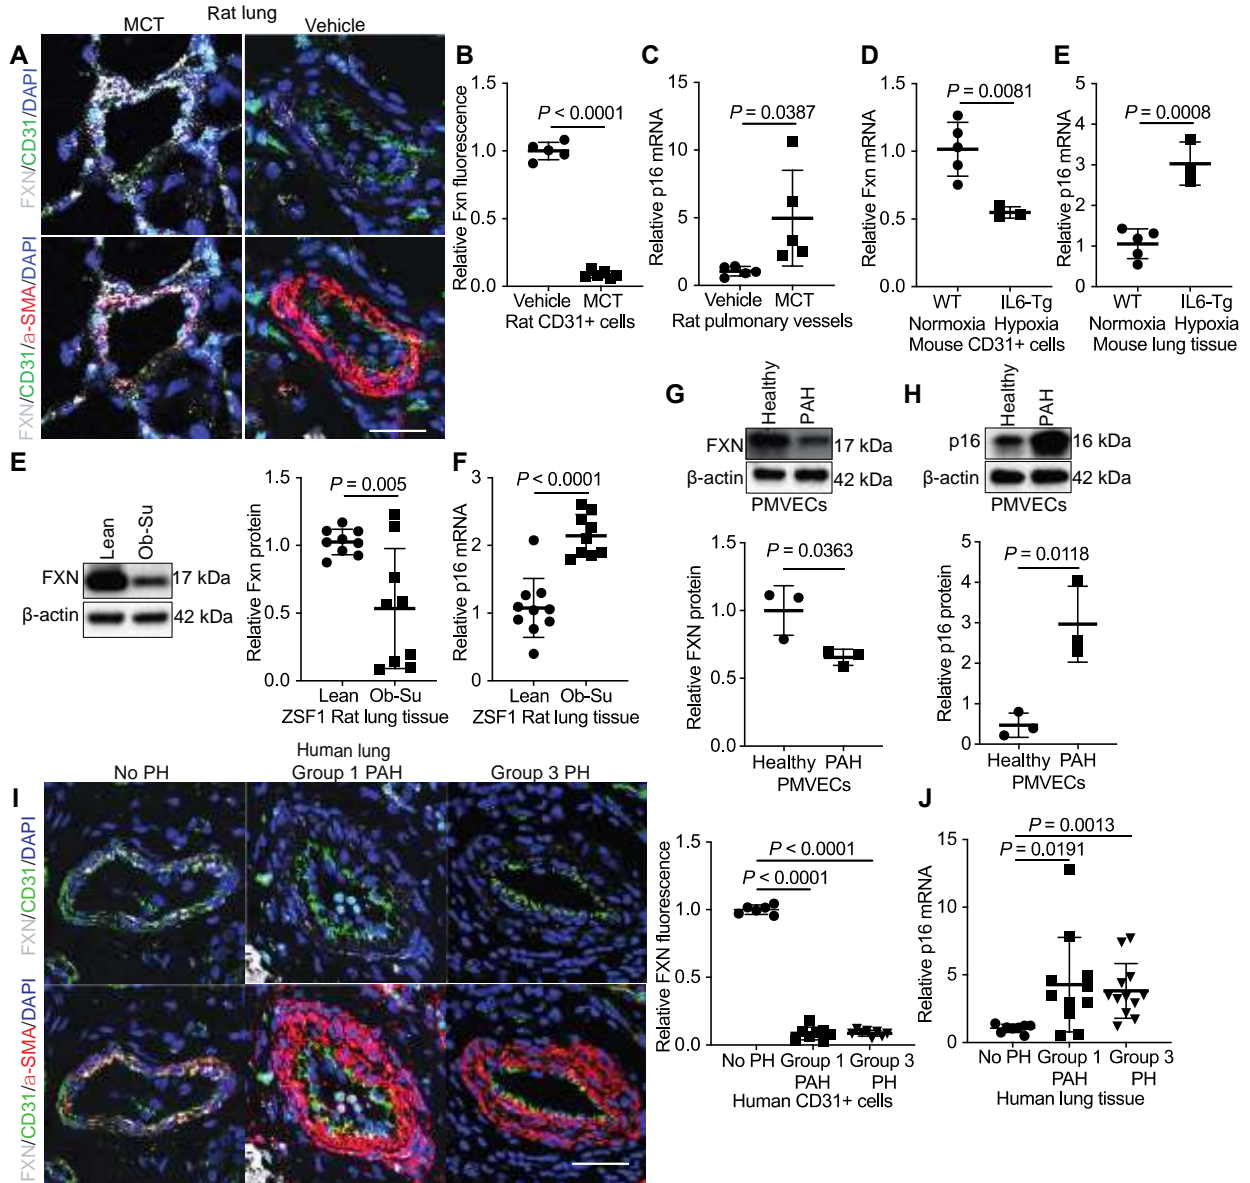 Rat lung
MCT
Vehicle
A
FXN/CD31/DAPI
FXN/CD31/a-SMA/DAPI
B
Relative Fxn fluorescence
1.5
1.0
0.5
0.0
P < 0.0001
Vehicle MCT
Rat CD31+ cells
C
Relative p16 mRNA
15
10
5
0
P = 0.0387
Vehicle MCT
Rat pulmonary vessels
D
Relative Fxn mRNA
1.5
1.0
0.5
0.0
P = 0.0081
WT IL6-Tg
Normoxia Hypoxia
Mouse CD31+ cells
E
Relative p16 mRNA
5
4
3
2
1
0
P = 0.0008
WT IL6-Tg
Normoxia Hypoxia
Mouse lung tissue
E
Lean
Ob-Su
FXN
17 kDa
β-actin
42 kDa
Relative Fxn protein
1.5
1.0
0.5
0.0
P = 0.005
Lean Ob-Su
ZSF1 Rat lung tissue
F
Relative p16 mRNA
3
2
1
0
P < 0.0001
Lean Ob-Su
ZSF1 Rat lung tissue
G
Healthy
PAH
FXN
17 kDa
β-actin
42 kDa
PMVECs
Relative FXN protein
1.5
1.0
0.5
0.0
P = 0.0363
Healthy PAH
PMVECs
H
Healthy
PAH
p16
16 kDa
β-actin
42 kDa
PMVECs
Relative p16 protein
5
4
3
2
1
0
P = 0.0118
Healthy PAH
PMVECs
Human lung
No PH
Group 1 PAH
Group 3 PH
I
FXN/CD31/DAPI
FXN/CD31/a-SMA/DAPI
Relative FXN fluorescence
1.5
1.0
0.5
0.0
P < 0.0001
P < 0.0001
No PH Group 1 Group 3
PAH PH
Human CD31+ cells
J
Relative p16 mRNA
15
10
5
0
P = 0.0013
P = 0.0191
No PH Group 1 Group 3
PAH PH
Human lung tissue